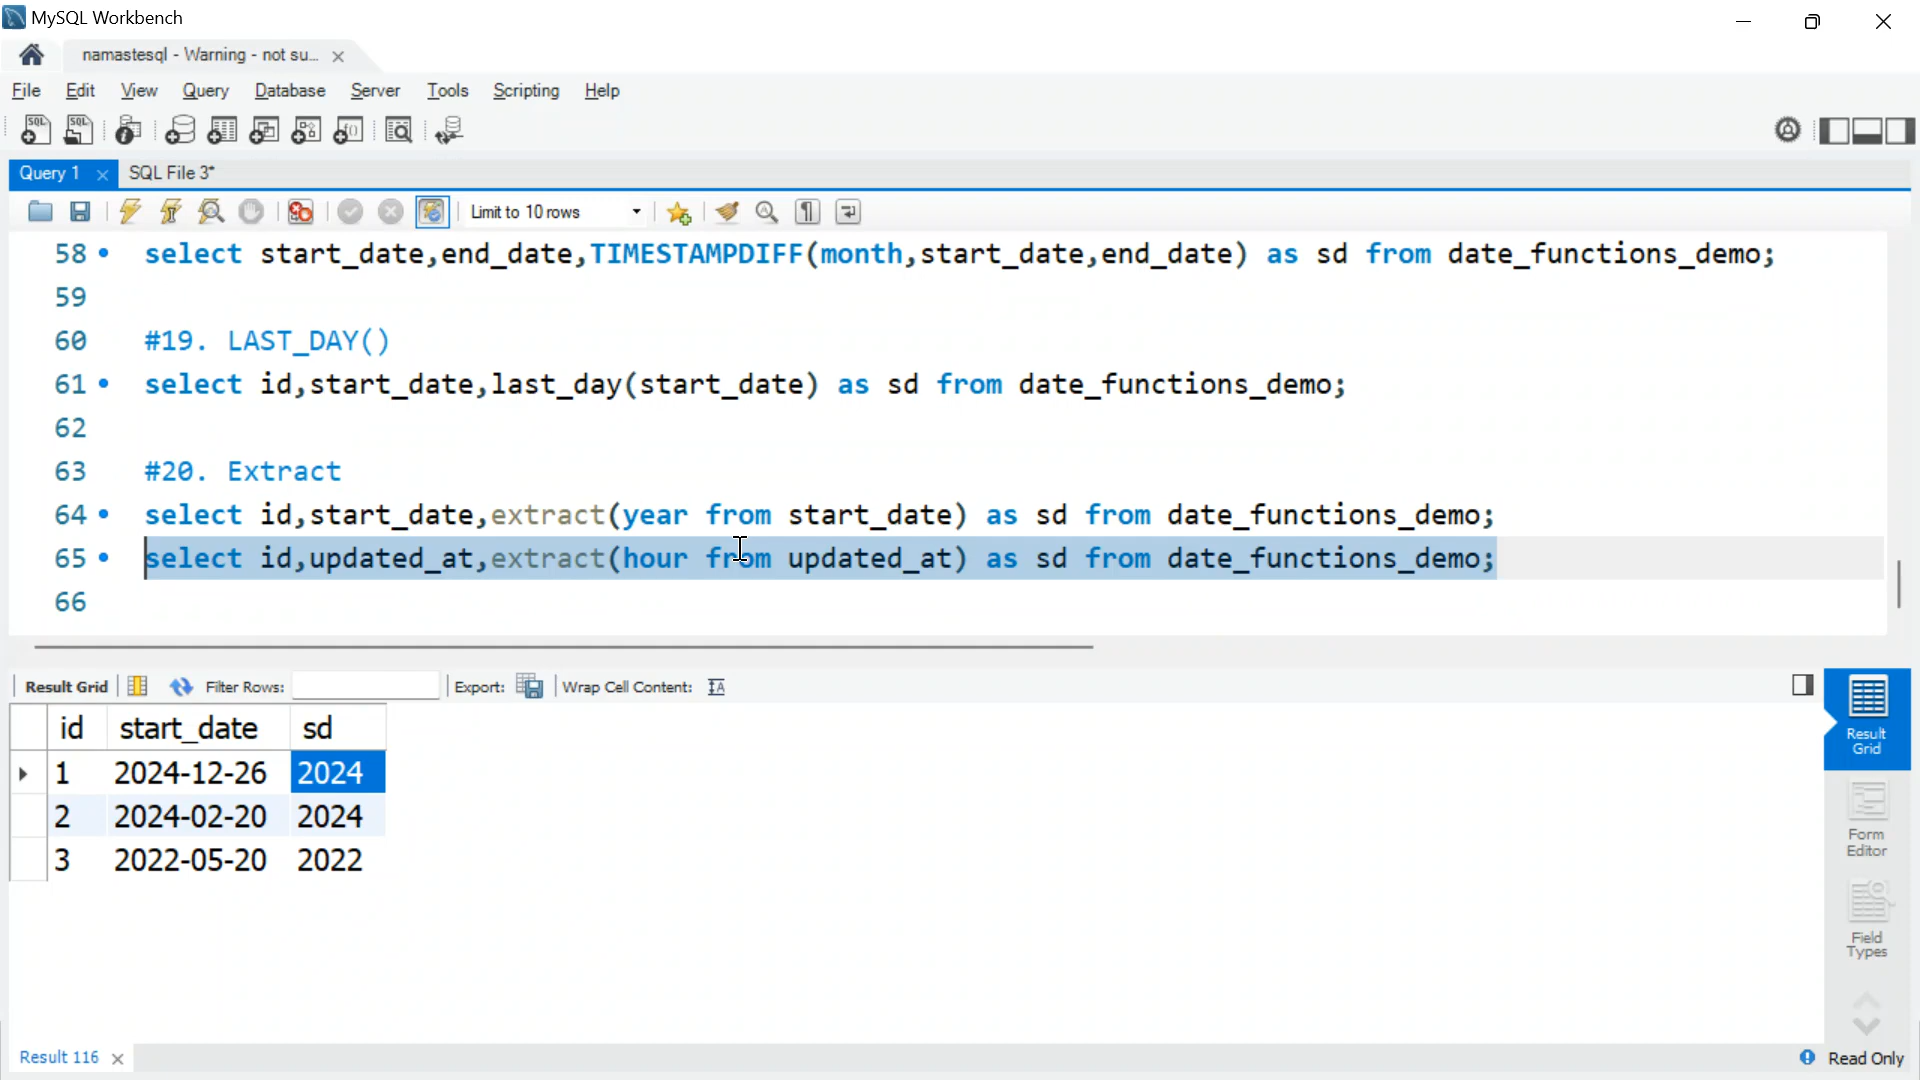 MySQL Workbench
namastesql - Warning - not su...
File Edit View Query Database Server Tools Scripting Help
Query 1 SQL File 3*
Limit to 10 rows
58 select start_date,end_date,TIMESTAMPDIFF(month,start_date,end_date) as sd from date_functions_demo;
59
60 #19. LAST_DAY()
61 select id,start_date,last_day(start_date) as sd from date_functions_demo;
62
63 #20. Extract
64 select id,start_date,extract(year from start_date) as sd from date_functions_demo;
65 select id,updated_at,extract(hour from updated_at) as sd from date_functions_demo;
66
Result Grid Filter Rows: Export: Wrap Cell Content:
id start_date sd
1 2024-12-26 2024
2 2024-02-20 2024
3 2022-05-20 2022
Result
Grid
Form
Editor
Field
Types
Result 116 Read Only